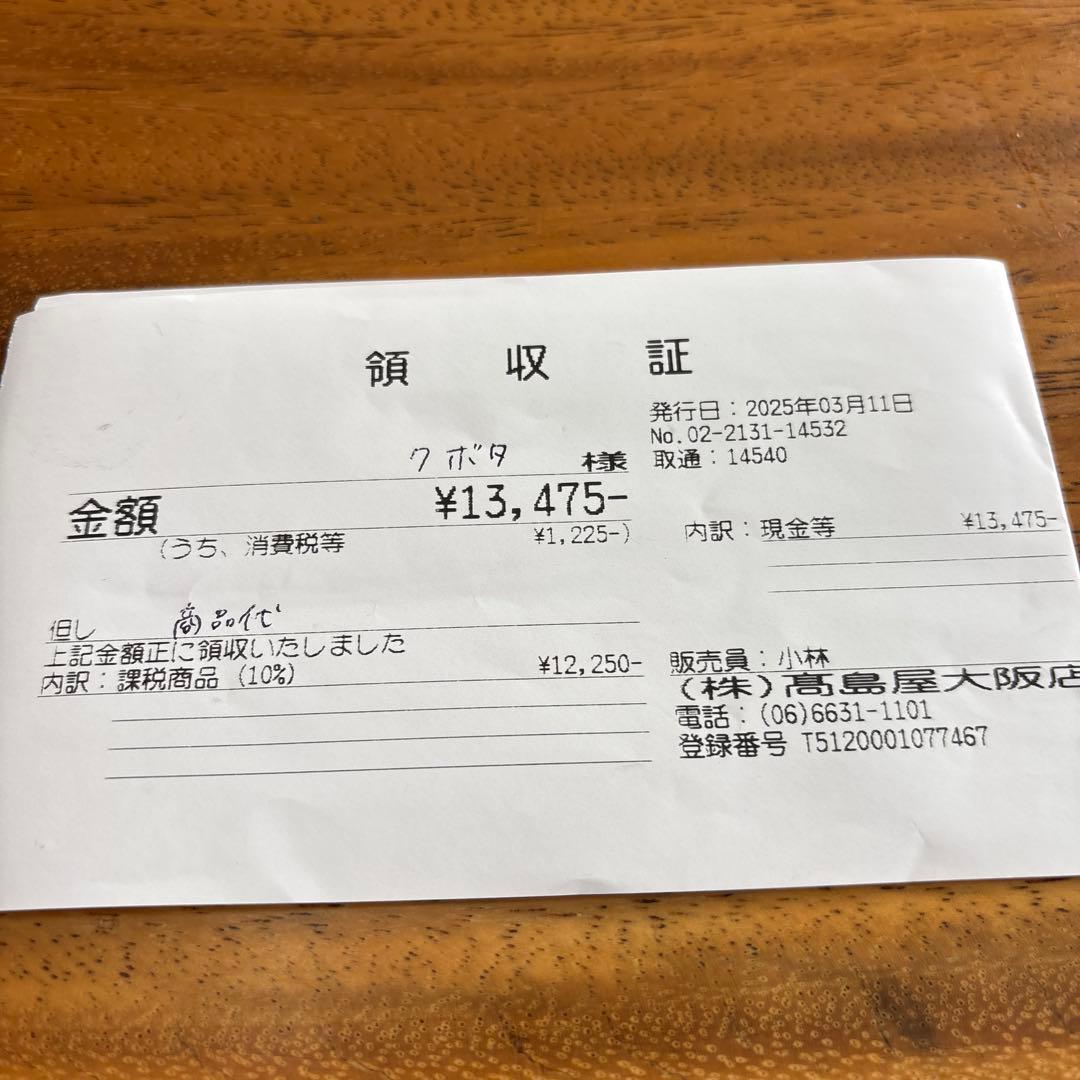 領収証
発行日：2025年03月11日
No.02-2131-14532
取通：14540
クボタ 様
金額 ¥13,475-
(うち、消費税等 ¥1,225-)
内訳：現金等 ¥13,475-
但し 商品代
上記金額正に領収いたしました
内訳：課税商品 (10%) ¥12,250-
販売員：小林
(株)髙島屋大阪店
電話：(06)6631-1101
登録番号 T5120001077467